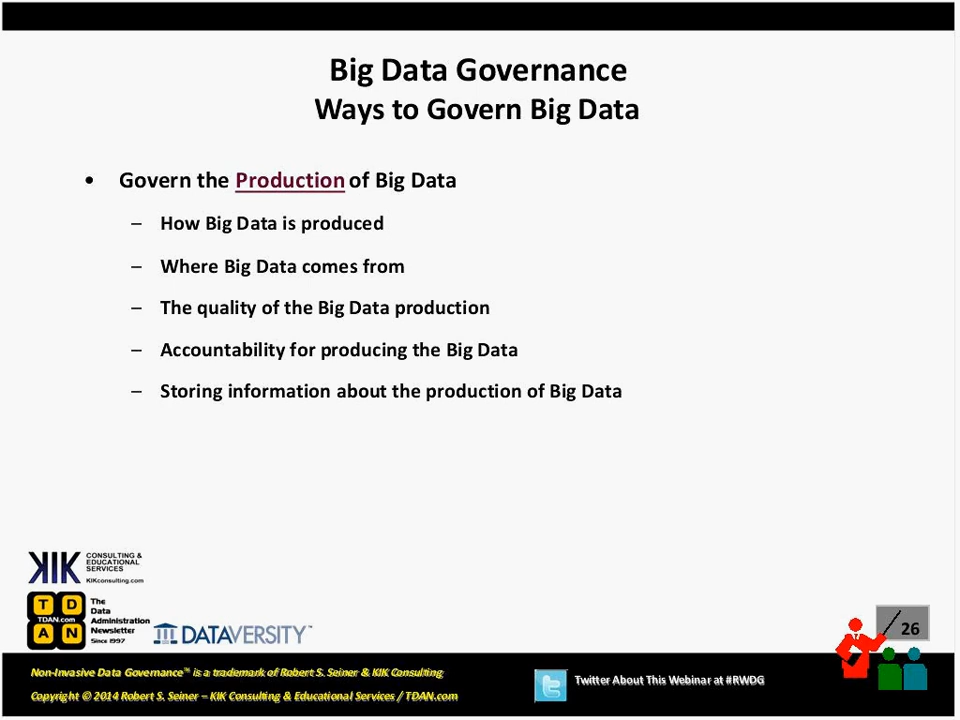 Big Data Governance
Ways to Govern Big Data
• Govern the Production of Big Data
– How Big Data is produced
– Where Big Data comes from
– The quality of the Big Data production
– Accountability for producing the Big Data
– Storing information about the production of Big Data
KIK CONSULTING &
EDUCATIONAL
SERVICES
KIKconsulting.com
T D
TDAN.com
A N
The
Data
Administration
Newsletter
Since 1997
DATAVERSITY™
26
Non-Invasive Data Governance™ is a trademark of Robert S. Seiner & KIK Consulting
Copyright © 2014 Robert S. Seiner – KIK Consulting & Educational Services / TDAN.com
Twitter About This Webinar at #RWDG